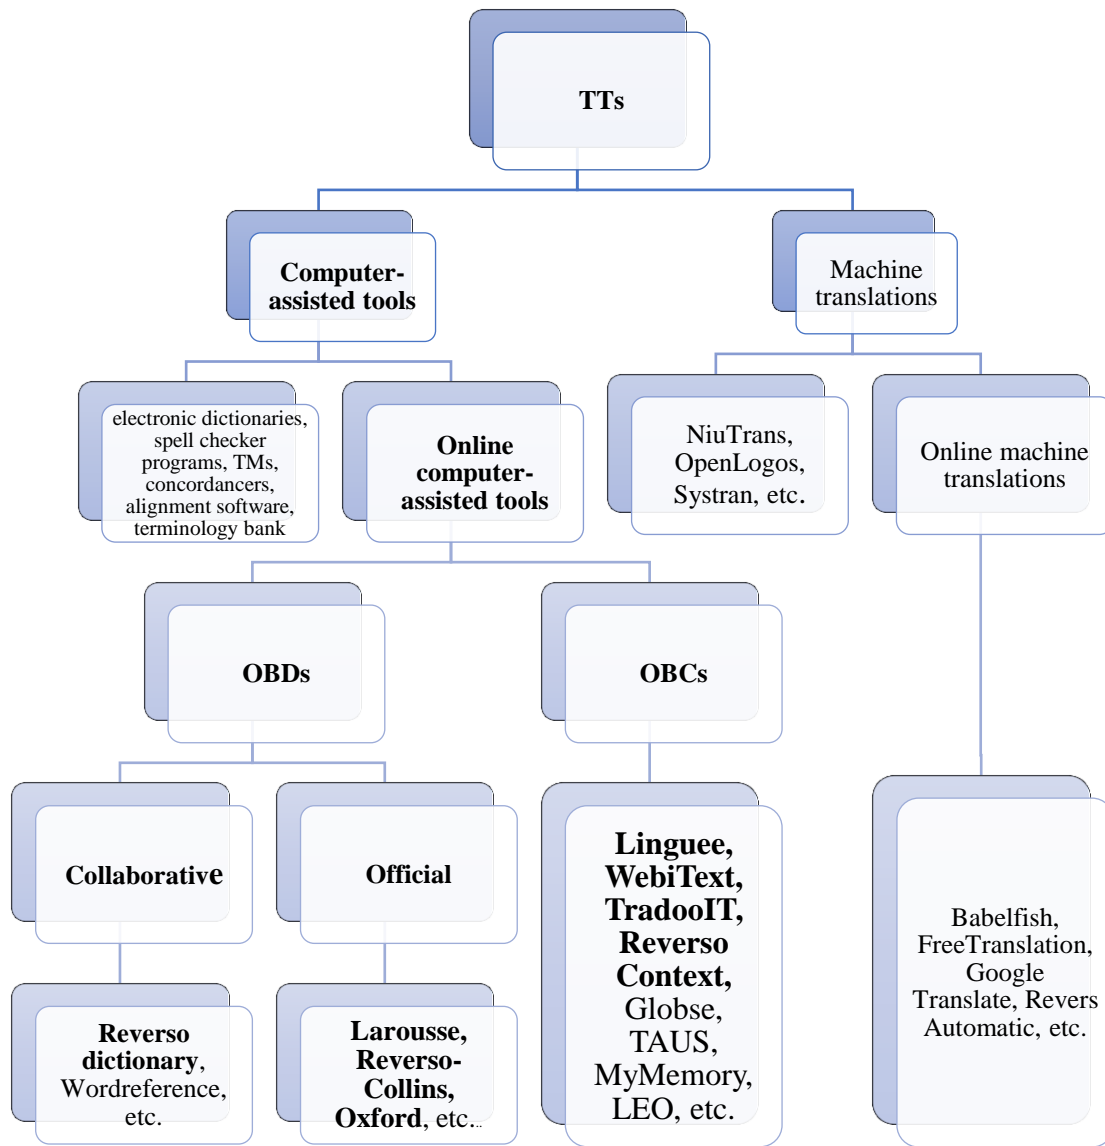 TTs
Computer-
assisted tools
Machine
translations
electronic dictionaries,
spell checker
programs, TMs,
concordancers,
alignment software,
terminology bank
Online
computer-
assisted tools
NiuTrans,
OpenLogos,
Systran, etc.
Online machine
translations
OBDs
OBCs
Collaborative
Official
Linguee,
WebiText,
TradooIT,
Reverso
Context,
Globse,
TAUS,
MyMemory,
LEO, etc.
Babelfish,
FreeTranslation,
Google
Translate, Revers
Automatic, etc.
Reverso
dictionary,
Wordreference,
etc.
Larousse,
Reverso-
Collins,
Oxford, etc...